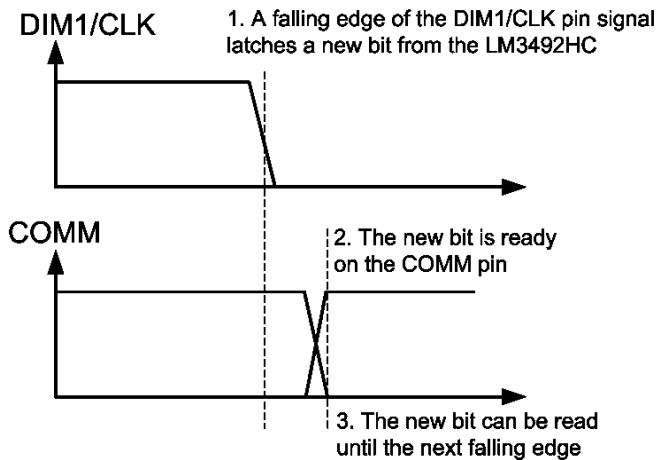 DIM1/CLK
1. A falling edge of the DIM1/CLK pin signal
latches a new bit from the LM3492HC
COMM
2. The new bit is ready
on the COMM pin
3. The new bit can be read
until the next falling edge